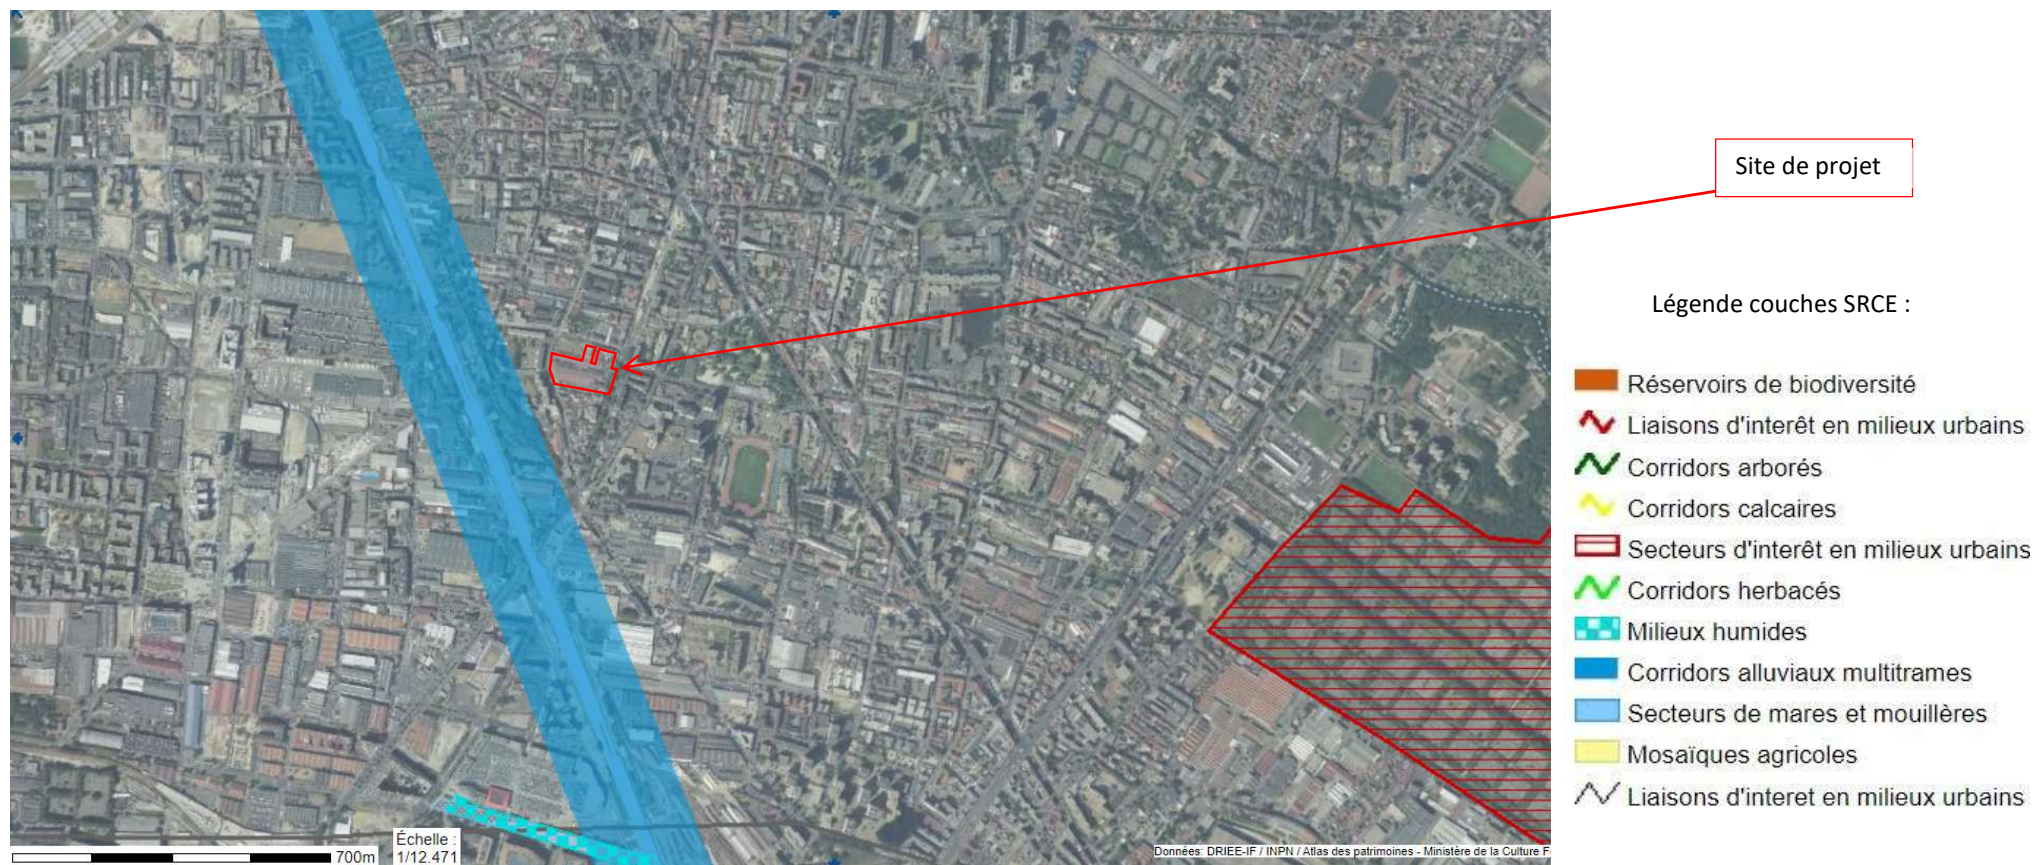 Site de projet
Légende couches SRCE :
Réservoirs de biodiversité
Liaisons d'interêt en milieux urbains
Corridors arborés
Corridors calcaires
Secteurs d'interêt en milieux urbains
Corridors herbacés
Milieux humides
Corridors alluviaux multitrames
Secteurs de mares et mouillères
Mosaïques agricoles
Liaisons d'interet en milieux urbains
Échelle :
1/12.471
700m
Données: DRIEE-IF / INPN / Atlas des patrimoines - Ministère de la Culture F